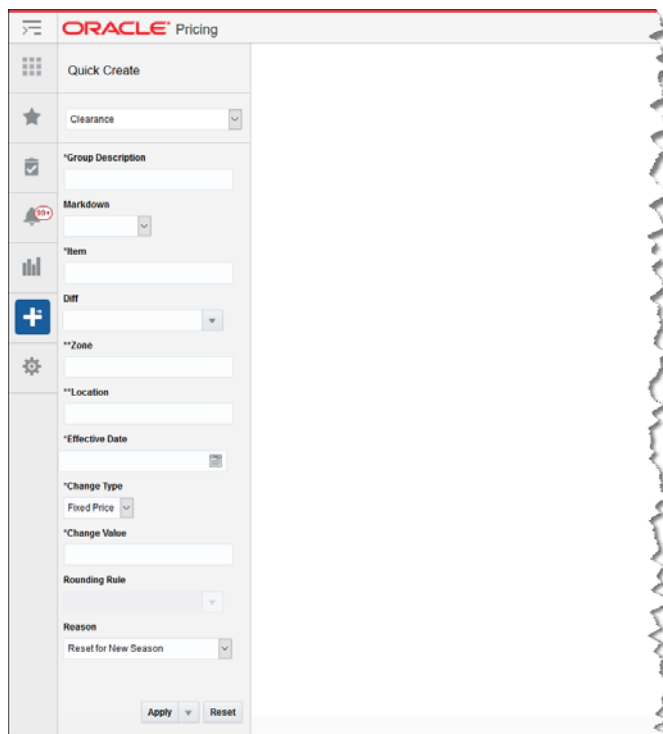 ORACLE® Pricing
Quick Create
Clearance
*Group Description
Markdown
99+
*Item
Diff
**Zone
**Location
*Effective Date
*Change Type
Fixed Price
*Change Value
Rounding Rule
Reason
Reset for New Season
Apply Reset